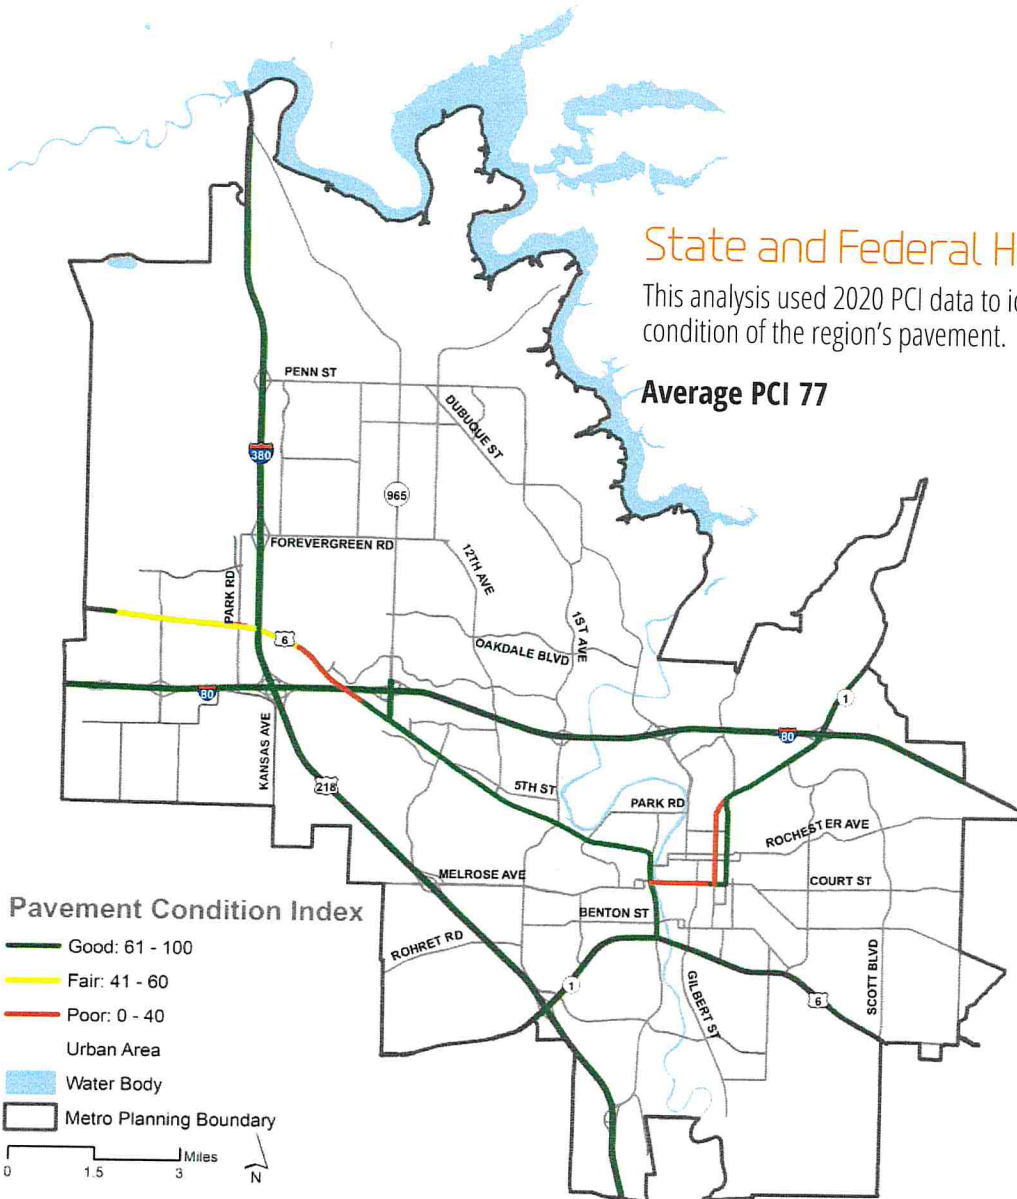 State and Federal H
This analysis used 2020 PCI data to i
condition of the region's pavement.
Average PCI 77
PENN ST
DUBUQUE ST
380
965
FOREVERGREEN RD
12TH AVE
PARK RD
1ST AVE
6
OAKDALE BLVD
80
1
80
KANSAS AVE
218
5TH ST
PARK RD
ROCHESTER AVE
MELROSE AVE
COURT ST
BENTON ST
ROHRET RD
SCOTT BLVD
GILBERT ST
1
6
Pavement Condition Index
Good: 61 - 100
Fair: 41 - 60
Poor: 0 - 40
Urban Area
Water Body
Metro Planning Boundary
Miles
0 1.5 3
N